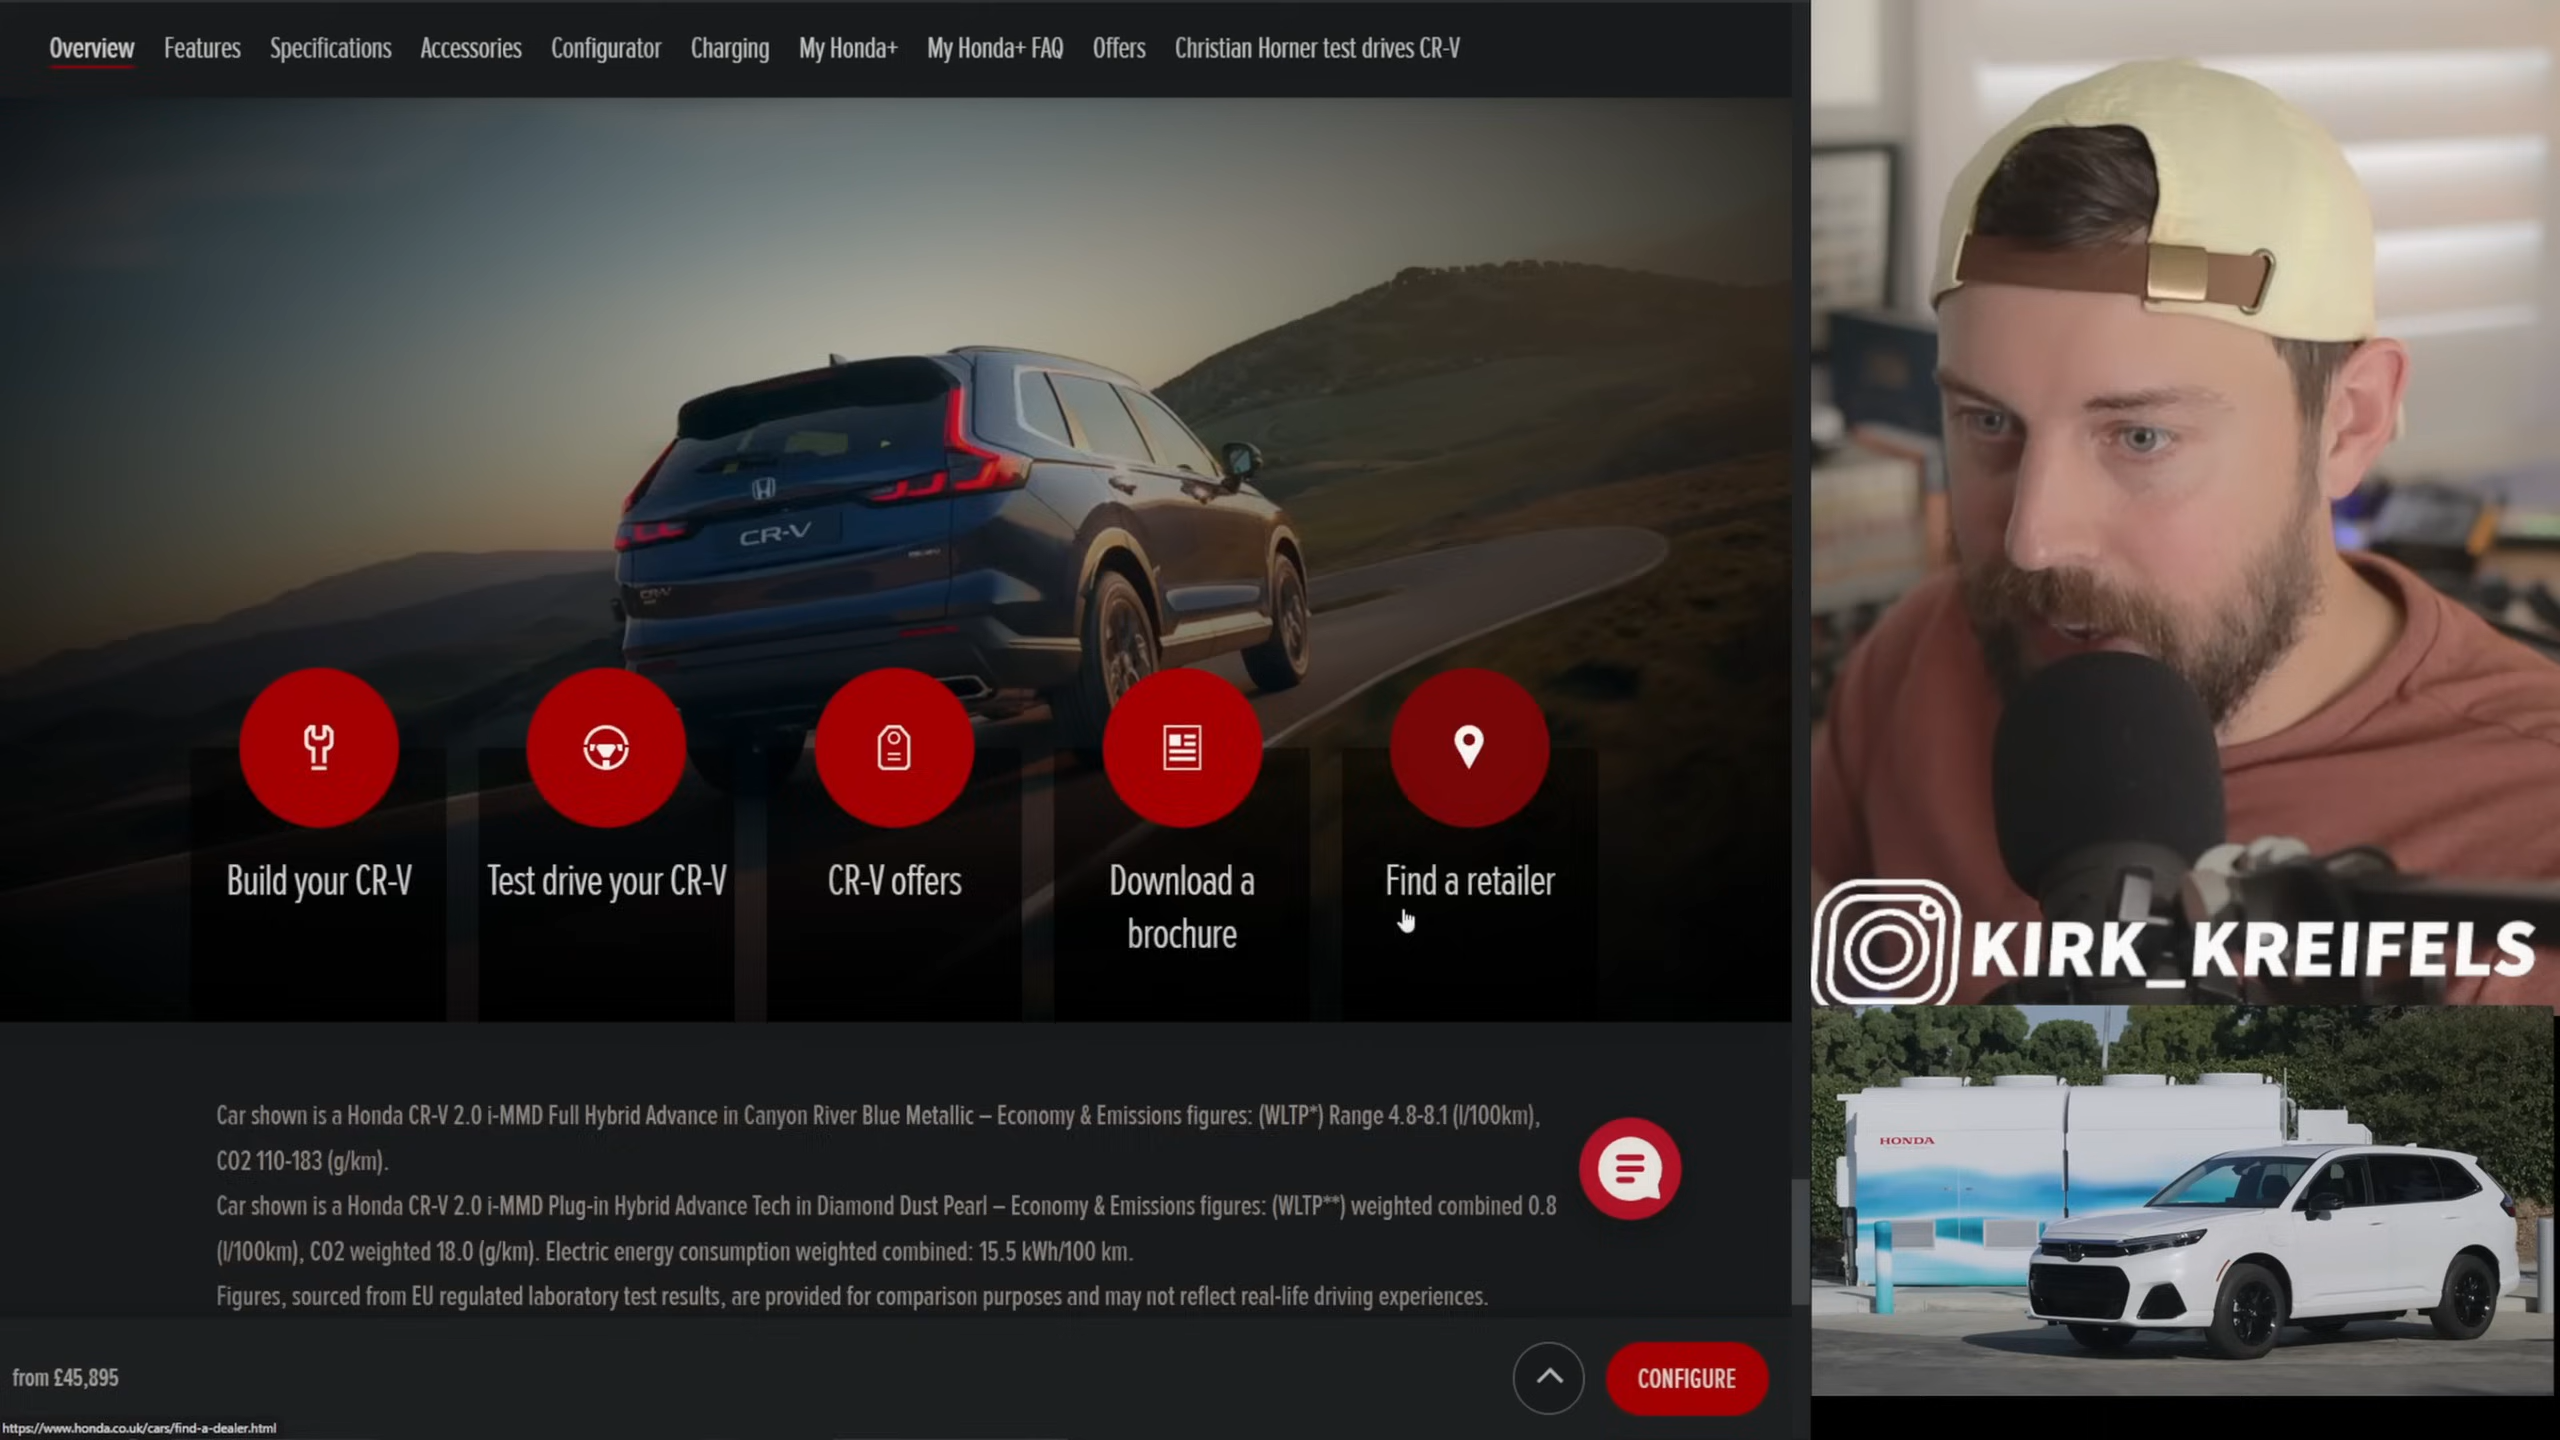 Overview Features Specifications Accessories Configurator Charging My Honda+ My Honda+ FAQ Offers Christian Horner test drives CR-V
CR-V
CR-V
Build your CR-V
Test drive your CR-V
CR-V offers
Download a
brochure
Find a retailer
KIRK_KREIFELS
HONDA
Car shown is a Honda CR-V 2.0 i-MMD Full Hybrid Advance in Canyon River Blue Metallic – Economy & Emissions figures: (WLTP*) Range 4.8-8.1 (l/100km),
CO2 110-183 (g/km).
Car shown is a Honda CR-V 2.0 i-MMD Plug-in Hybrid Advance Tech in Diamond Dust Pearl – Economy & Emissions figures: (WLTP**) weighted combined 0.8
(l/100km), CO2 weighted 18.0 (g/km). Electric energy consumption weighted combined: 15.5 kWh/100 km.
Figures, sourced from EU regulated laboratory test results, are provided for comparison purposes and may not reflect real-life driving experiences.
from £45,895
CONFIGURE
https://www.honda.co.uk/cars/find-a-dealer.html